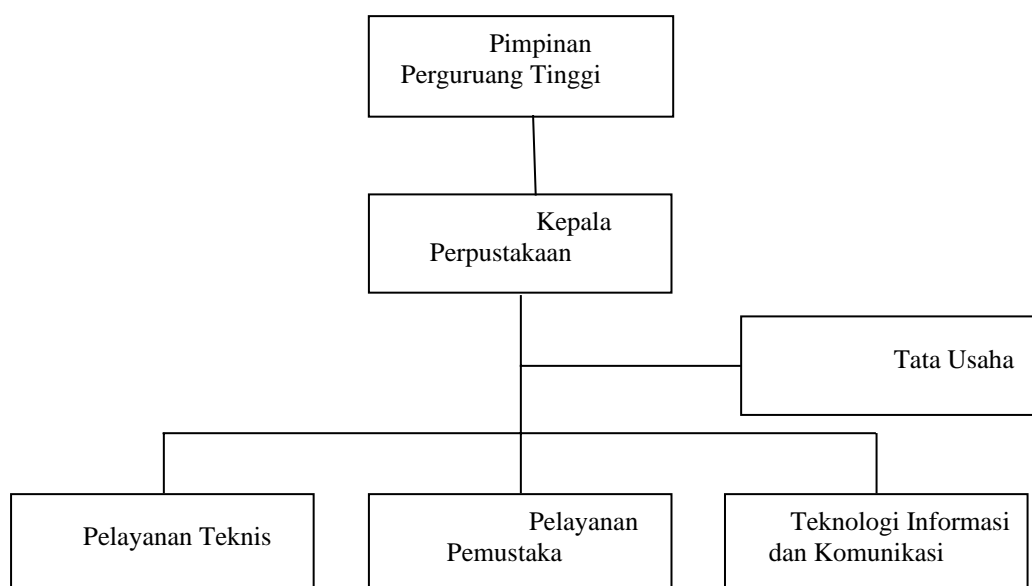 Pimpinan
Perguruang Tinggi
Kepala
Perpustakaan
Tata Usaha
Pelayanan Teknis
Pelayanan
Pemustaka
Teknologi Informasi
dan Komunikasi